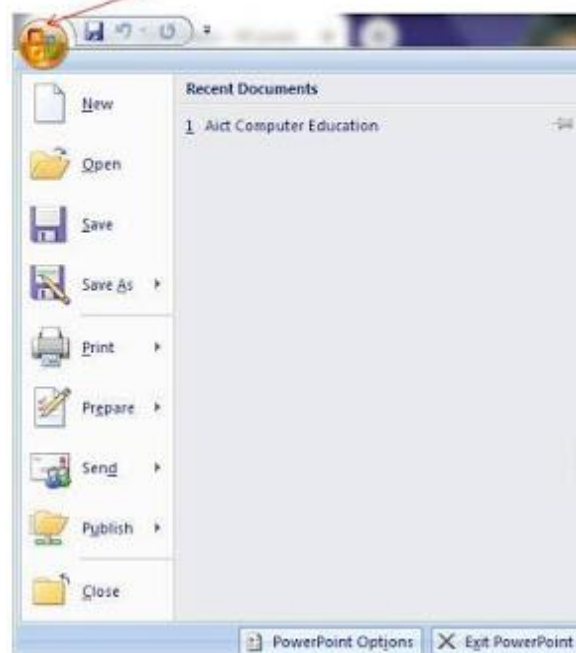 New
Open
Save
Save As
Print
Prepare
Send
Publish
Close
Recent Documents
1 Aict Computer Education
PowerPoint Options
Exit PowerPoint